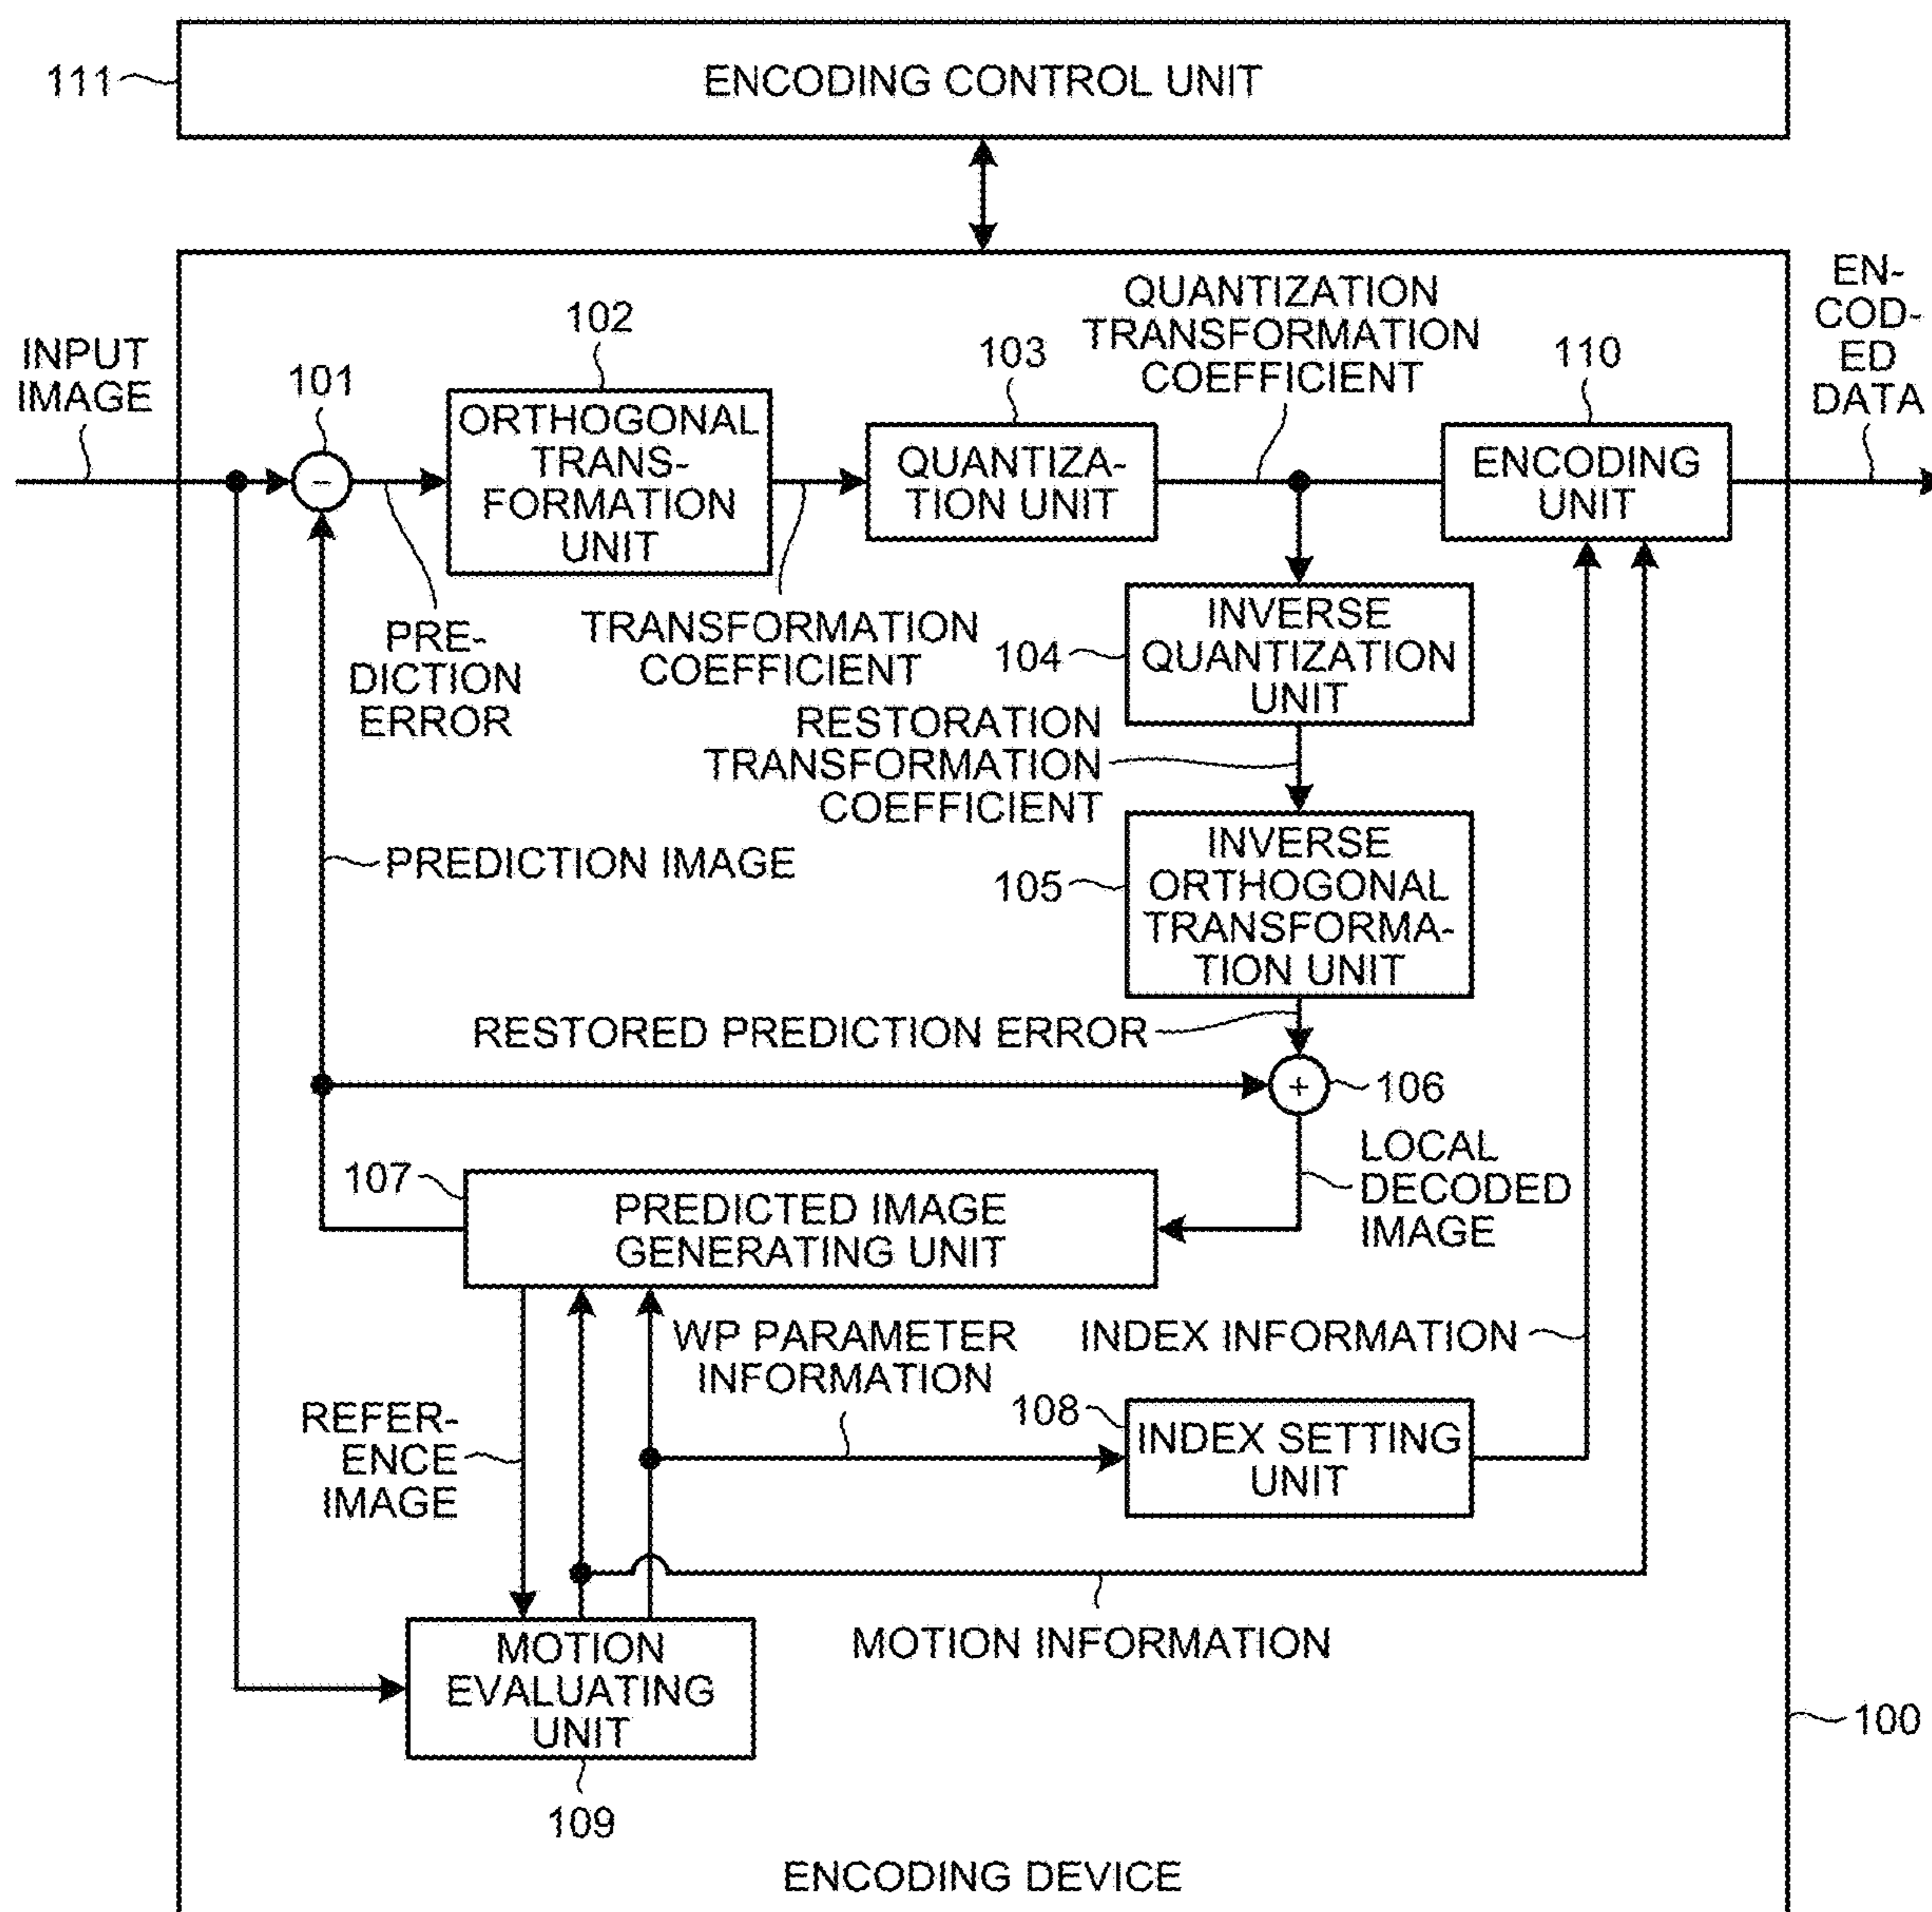 111
ENCODING CONTROL UNIT
INPUT
IMAGE
101
102
ORTHOGONAL
TRANS-
FORMATION
UNIT
103
QUANTIZA-
TION UNIT
QUANTIZATION
TRANSFORMATION
COEFFICIENT
110
ENCODING
UNIT
EN-
COD-
ED
DATA
-
PRE-
DICTION
ERROR
TRANSFORMATION
COEFFICIENT
104
INVERSE
QUANTIZATION
UNIT
RESTORATION
TRANSFORMATION
COEFFICIENT
PREDICTION IMAGE
105
INVERSE
ORTHOGONAL
TRANSFORMA-
TION UNIT
RESTORED PREDICTION ERROR
+
106
LOCAL
DECODED
IMAGE
107
PREDICTED IMAGE
GENERATING UNIT
WP PARAMETER
INFORMATION
INDEX INFORMATION
REFER-
ENCE
IMAGE
108
INDEX SETTING
UNIT
MOTION INFORMATION
MOTION
EVALUATING
UNIT
109
100
ENCODING DEVICE